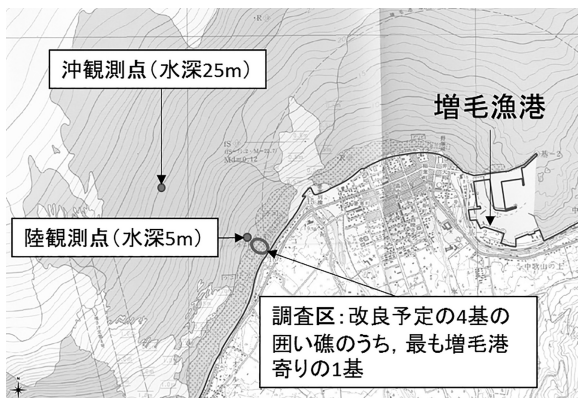 沖観測点（水深25m）
増毛漁港
陸観測点（水深5m）
調査区：改良予定の4基の
囲い礁のうち，最も増毛港
寄りの1基